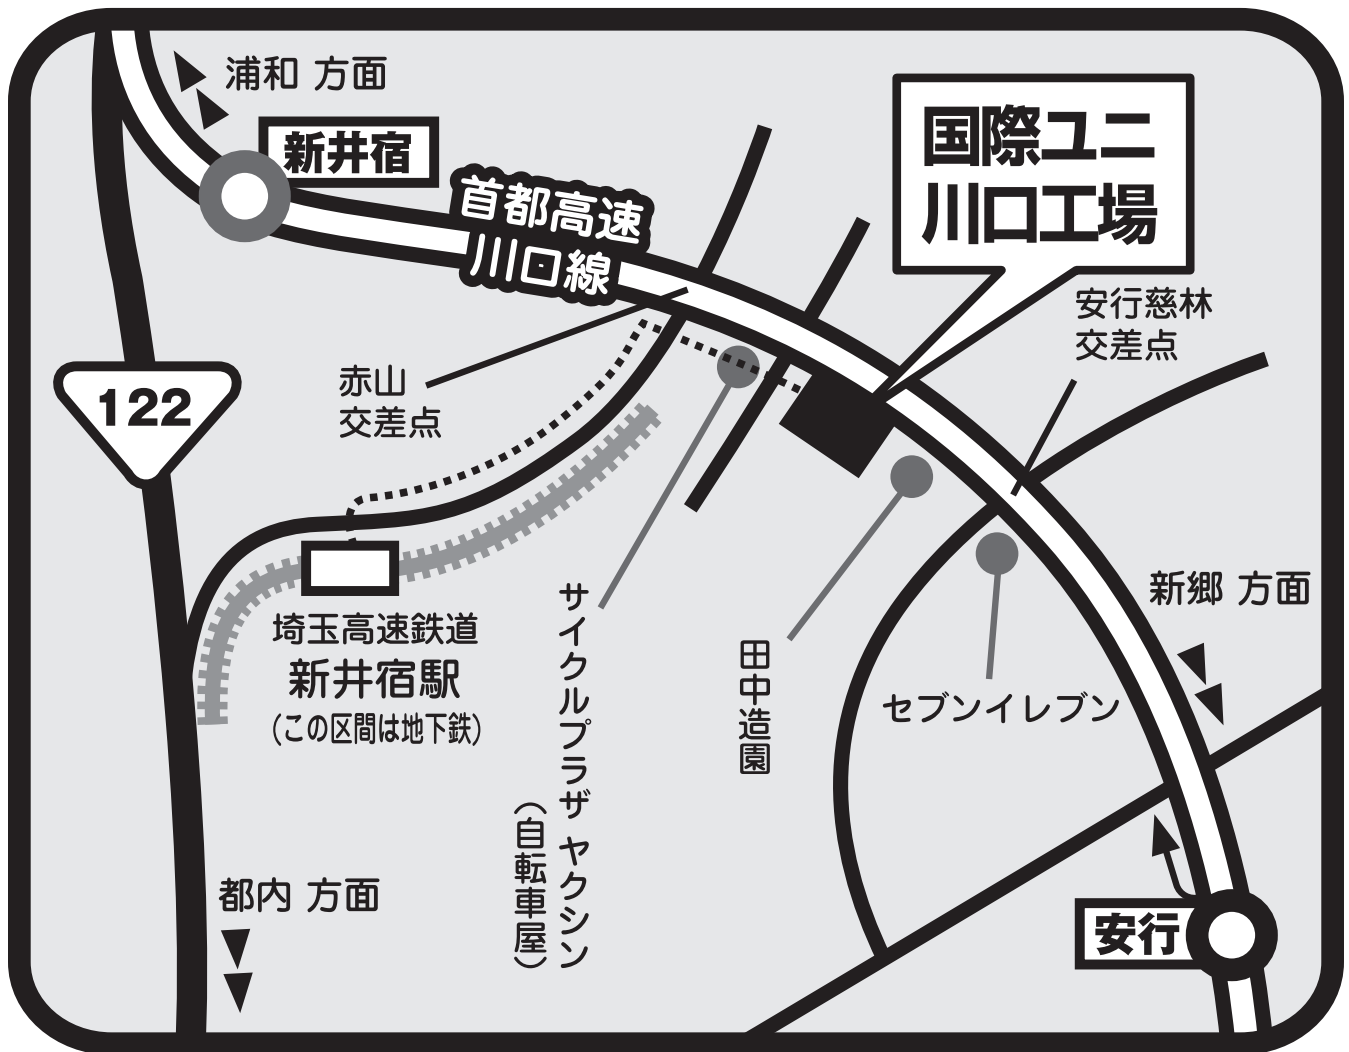 浦和 方面
新井宿
首都高速
川口線
国際ユニ
川口工場
安行慈林
交差点
赤山
交差点
122
新郷 方面
埼玉高速鉄道
新井宿駅
（この区間は地下鉄）
サイクルプラザ ヤクシン
（自転車屋）
田中造園
セブンイレブン
都内 方面
安行